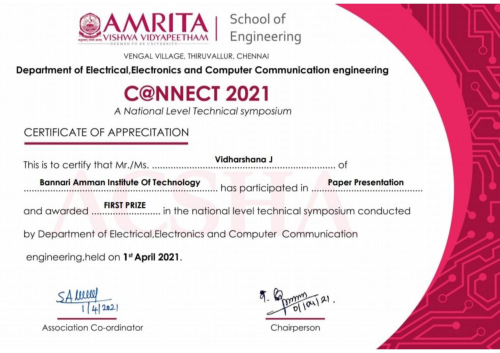 AMRITA
VISHWA VIDYAPEETHAM
DEEMED TO BE UNIVERSITY
School of
Engineering
VENGAL VILLAGE, THIRUVALLUR, CHENNAI
Department of Electrical,Electronics and Computer Communication engineering
C@NNECT 2021
A National Level Technical symposium
CERTIFICATE OF APPRECITATION
This is to certify that Mr./Ms. Vidharshana J of
Bannari Amman Institute Of Technology has participated in Paper Presentation
and awarded FIRST PRIZE in the national level technical symposium conducted
by Department of Electrical,Electronics and Computer Communication
engineering,held on 1st April 2021.
ACSHA
1/4/2021
01/04/21.
Association Co-ordinator
Chairperson